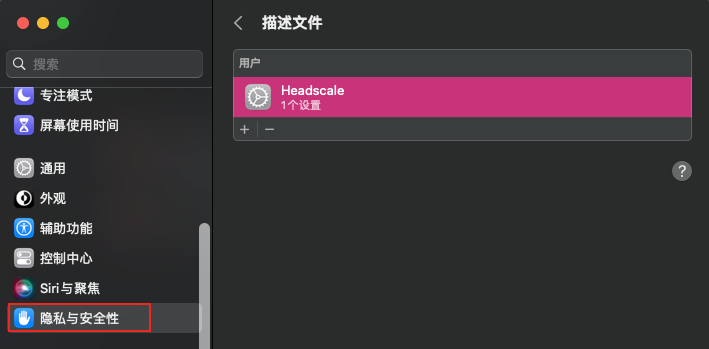 搜索
专注模式
屏幕使用时间
通用
外观
辅助功能
控制中心
Siri与聚焦
隐私与安全性
描述文件
用户
Headscale
1个设置
+ −
?